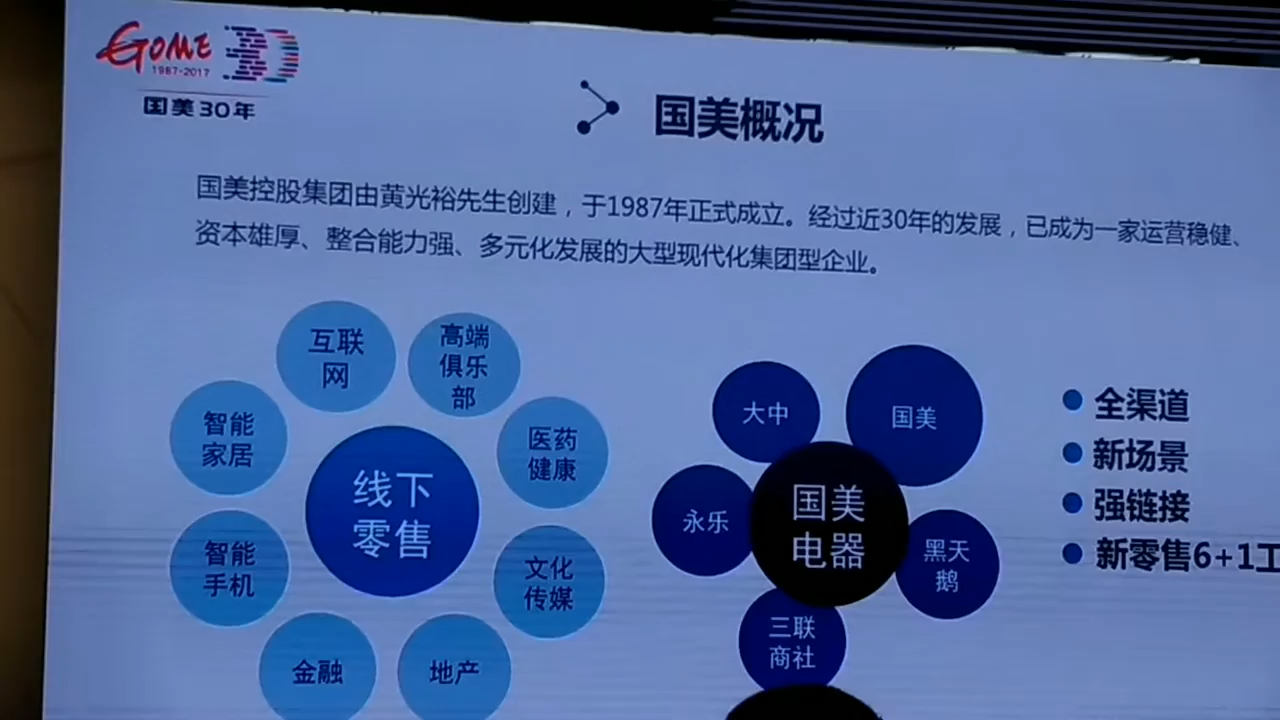 GOME 30
1987-2017
国美30年
国美概况
国美控股集团由黄光裕先生创建，于1987年正式成立。经过近30年的发展，已成为一家运营稳健、
资本雄厚、整合能力强、多元化发展的大型现代化集团型企业。
互联
网
高端
俱乐
部
智能
家居
医药
健康
线下
零售
智能
手机
文化
传媒
金融
地产
大中
国美
永乐
国美
电器
黑天
鹅
三联
商社
全渠道
新场景
强链接
新零售6+1工